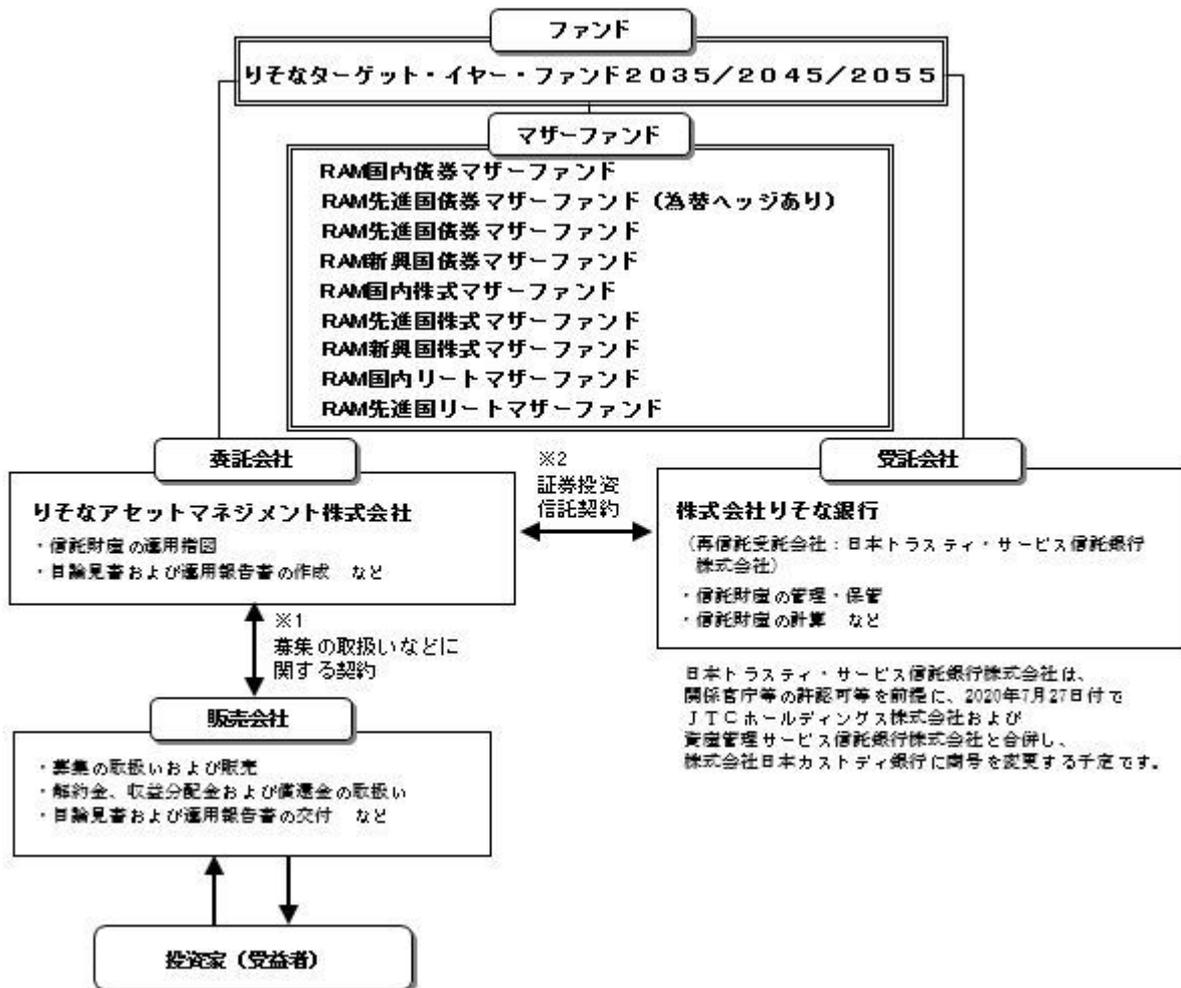 ファンド
りそなターゲット・イヤー・ファンド２０３５／２０４５／２０５５
マザーファンド
RAM国内債券マザーファンド
RAM先進国債券マザーファンド（為替ヘッジあり）
RAM先進国債券マザーファンド
RAM新興国債券マザーファンド
RAM国内株式マザーファンド
RAM先進国株式マザーファンド
RAM新興国株式マザーファンド
RAM国内リートマザーファンド
RAM先進国リートマザーファンド
委託会社
りそなアセットマネジメント株式会社
・信託財産の運用指図
・目論見書および運用報告書の作成　など
※2
証券投資
信託契約
受託会社
株式会社りそな銀行
（再信託受託会社：日本トラスティ・サービス信託銀行
株式会社）
・信託財産の管理・保管
・信託財産の計算　など
※1
募集の取扱いなどに
関する契約
日本トラスティ・サービス信託銀行株式会社は、
関係官庁等の許認可等を前提に、2020年7月27日付で
ＪＴＣホールディングス株式会社および
資産管理サービス信託銀行株式会社と合併し、
株式会社日本カストディ銀行に商号を変更する予定です。
販売会社
・募集の取扱いおよび販売
・解約金、収益分配金および償還金の取扱い
・目論見書および運用報告書の交付　など
投資家（受益者）